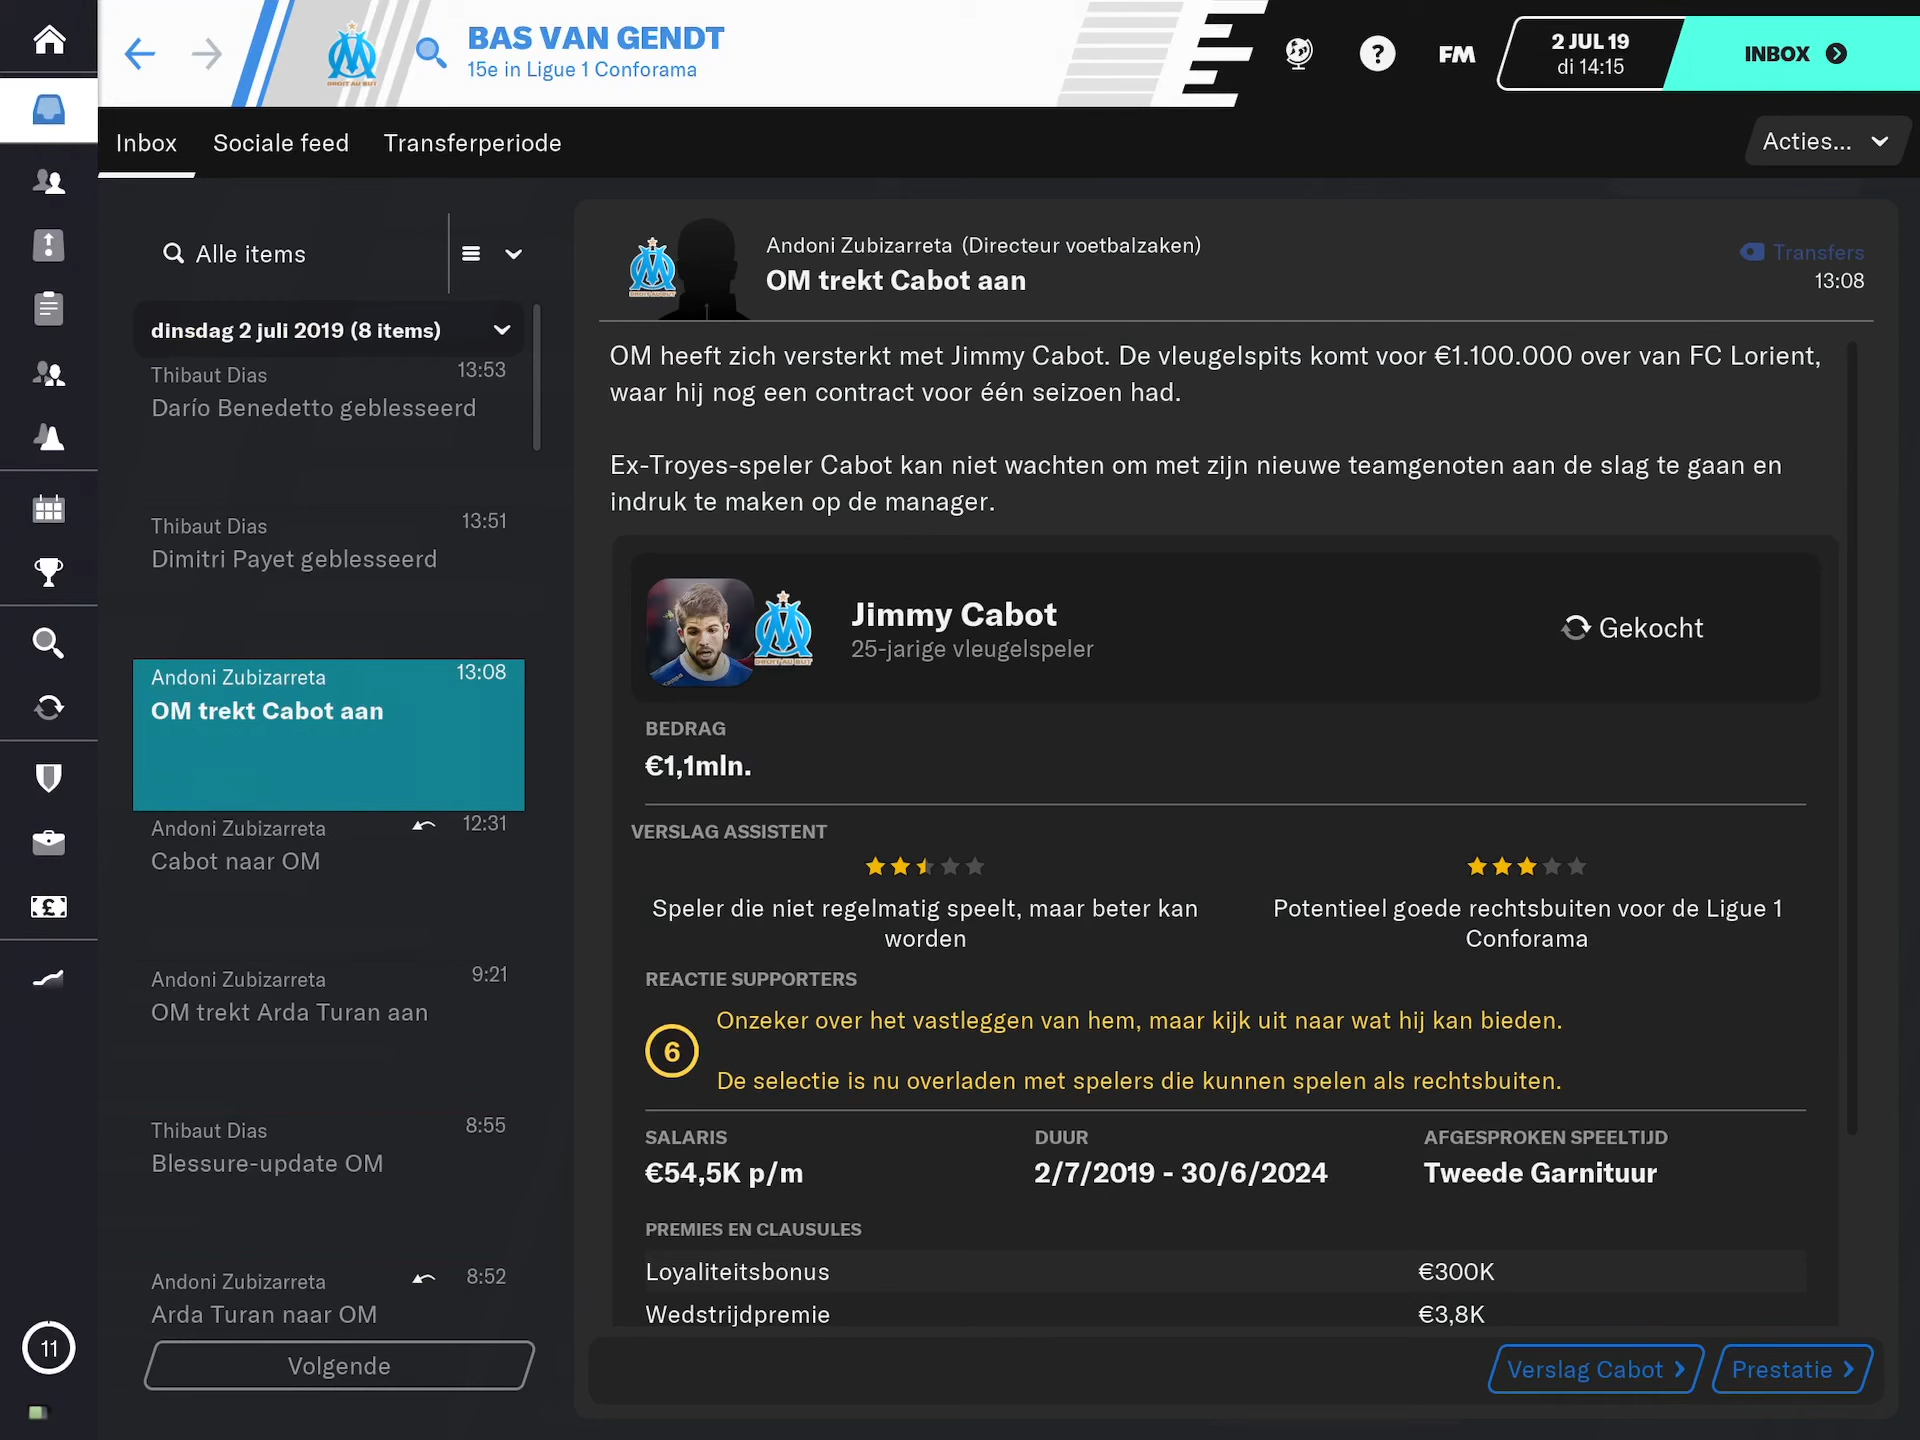 BAS VAN GENDT
15e in Ligue 1 Conforama
?
FM
2 JUL 19
di 14:15
INBOX
Inbox
Sociale feed
Transferperiode
Acties...
Alle items
dinsdag 2 juli 2019 (8 items)
Thibaut Dias
13:53
Darío Benedetto geblesseerd
Thibaut Dias
13:51
Dimitri Payet geblesseerd
Andoni Zubizarreta
13:08
OM trekt Cabot aan
Andoni Zubizarreta
12:31
Cabot naar OM
Andoni Zubizarreta
9:21
OM trekt Arda Turan aan
Thibaut Dias
8:55
Blessure-update OM
Andoni Zubizarreta
8:52
Arda Turan naar OM
Volgende
11
Andoni Zubizarreta (Directeur voetbalzaken)
OM trekt Cabot aan
Transfers
13:08
OM heeft zich versterkt met Jimmy Cabot. De vleugelspits komt voor €1.100.000 over van FC Lorient,
waar hij nog een contract voor één seizoen had.
Ex-Troyes-speler Cabot kan niet wachten om met zijn nieuwe teamgenoten aan de slag te gaan en
indruk te maken op de manager.
Jimmy Cabot
25-jarige vleugelspeler
Gekocht
BEDRAG
€1,1mln.
VERSLAG ASSISTENT
Speler die niet regelmatig speelt, maar beter kan
worden
Potentieel goede rechtsbuiten voor de Ligue 1
Conforama
REACTIE SUPPORTERS
6
Onzeker over het vastleggen van hem, maar kijk uit naar wat hij kan bieden.
De selectie is nu overladen met spelers die kunnen spelen als rechtsbuiten.
SALARIS
€54,5K p/m
DUUR
2/7/2019 - 30/6/2024
AFGESPROKEN SPEELTIJD
Tweede Garnituur
PREMIES EN CLAUSULES
Loyaliteitsbonus
€300K
Wedstrijdpremie
€3,8K
Verslag Cabot
Prestatie